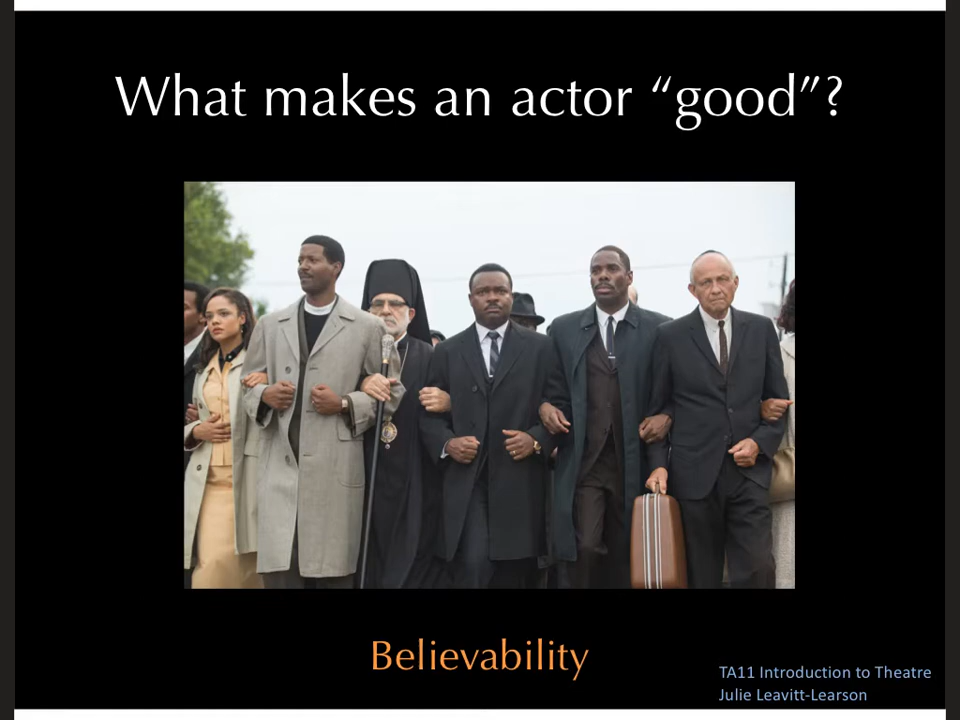 What makes an actor “good”?
Believability
TA11 Introduction to Theatre
Julie Leavitt-Learson